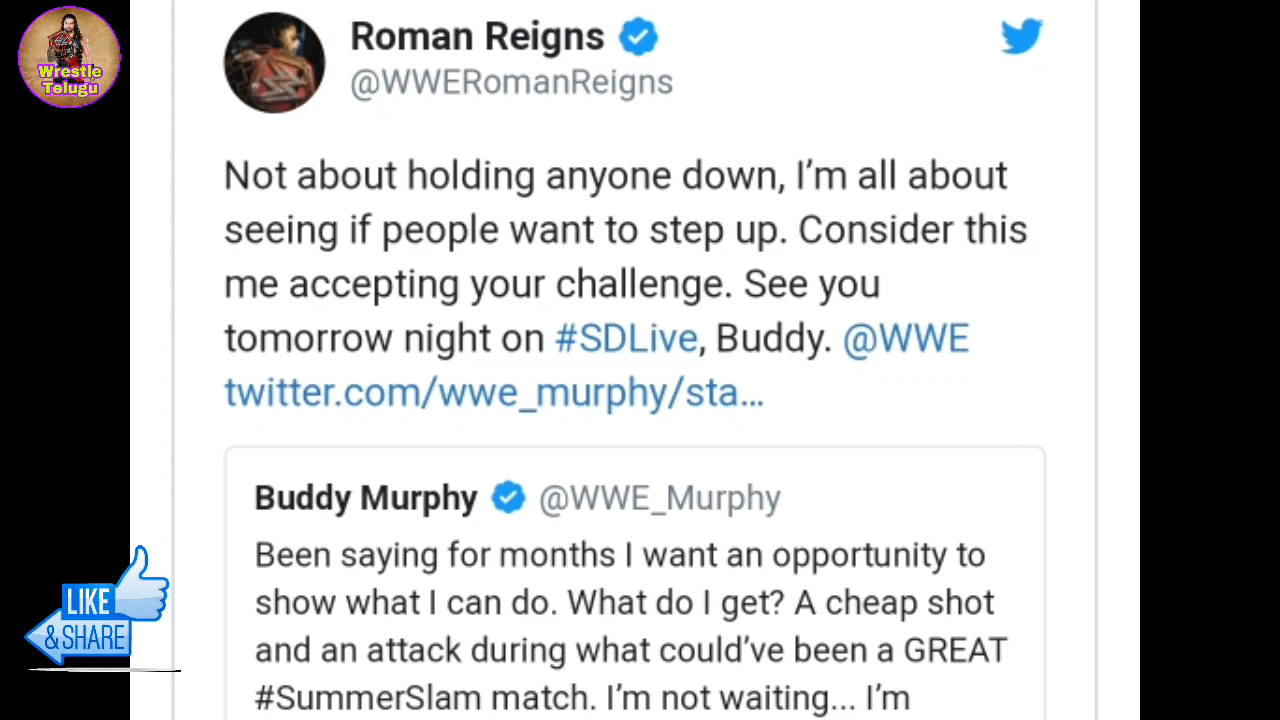 Wrestle
Telugu
Roman Reigns
@WWERomanReigns
Not about holding anyone down, I’m all about
seeing if people want to step up. Consider this
me accepting your challenge. See you
tomorrow night on #SDLive, Buddy. @WWE
twitter.com/wwe_murphy/sta...
Buddy Murphy @WWE_Murphy
Been saying for months I want an opportunity to
show what I can do. What do I get? A cheap shot
and an attack during what could’ve been a GREAT
#SummerSlam match. I’m not waiting... I’m
LIKE
& SHARE